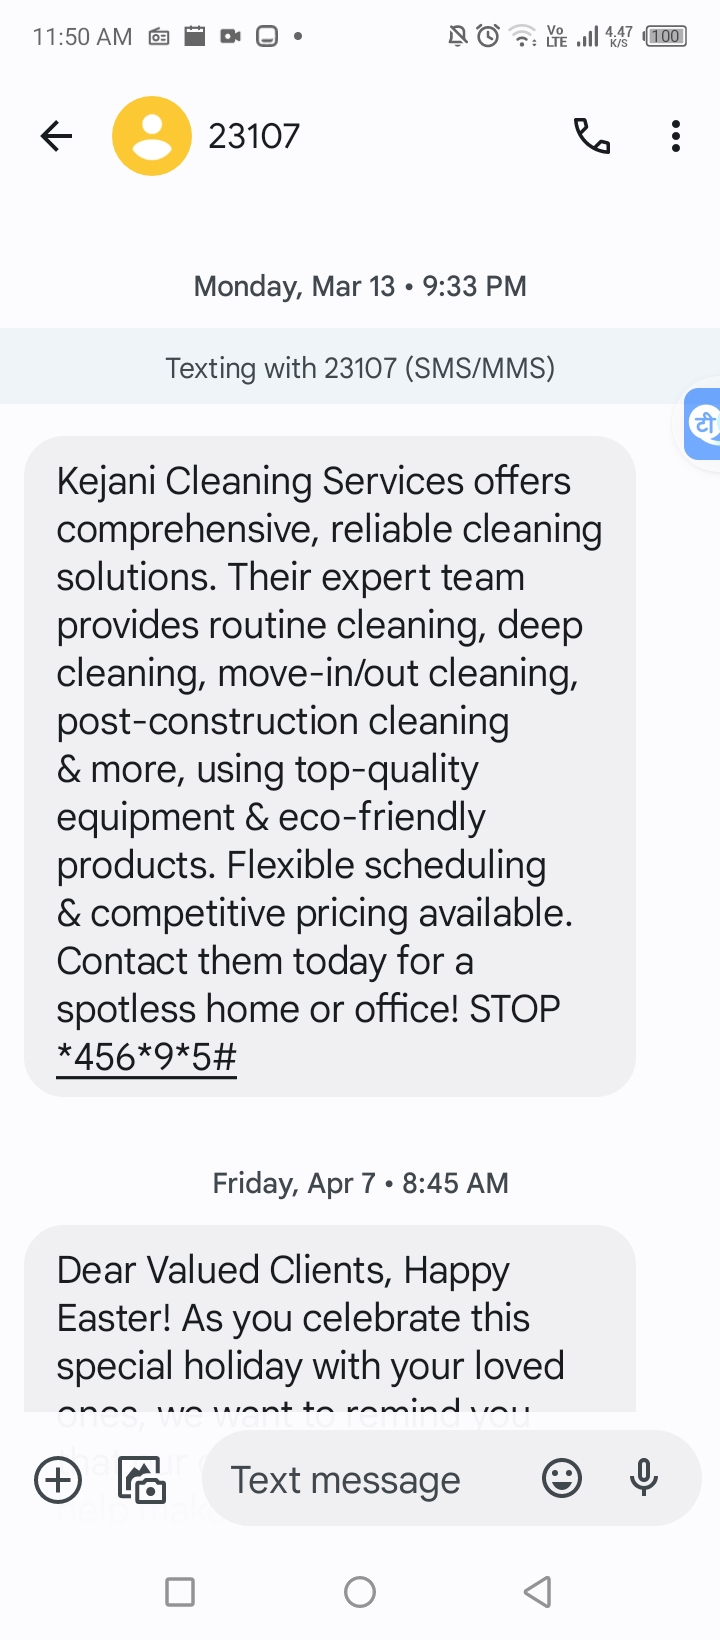 11:50 AM
Vo
LTE
4.47
K/S
100
23107
Monday, Mar 13 • 9:33 PM
Texting with 23107 (SMS/MMS)
टी
Kejani Cleaning Services offers
comprehensive, reliable cleaning
solutions. Their expert team
provides routine cleaning, deep
cleaning, move-in/out cleaning,
post-construction cleaning
& more, using top-quality
equipment & eco-friendly
products. Flexible scheduling
& competitive pricing available.
Contact them today for a
spotless home or office! STOP
*456*9*5#
Friday, Apr 7 • 8:45 AM
Dear Valued Clients, Happy
Easter! As you celebrate this
special holiday with your loved
ones, we want to remind you
that our
help make
Text message